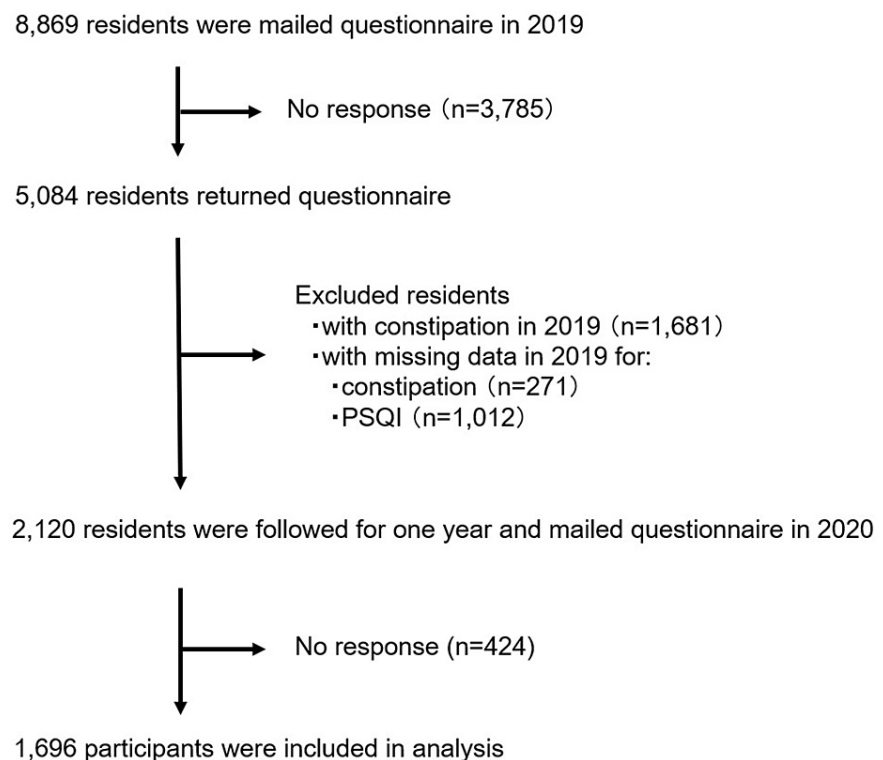 8,869 residents were mailed questionnaire in 2019
No response（n=3,785）
5,084 residents returned questionnaire
Excluded residents
・with constipation in 2019（n=1,681）
・with missing data in 2019 for:
・constipation（n=271）
・PSQI（n=1,012）
2,120 residents were followed for one year and mailed questionnaire in 2020
No response (n=424)
1,696 participants were included in analysis